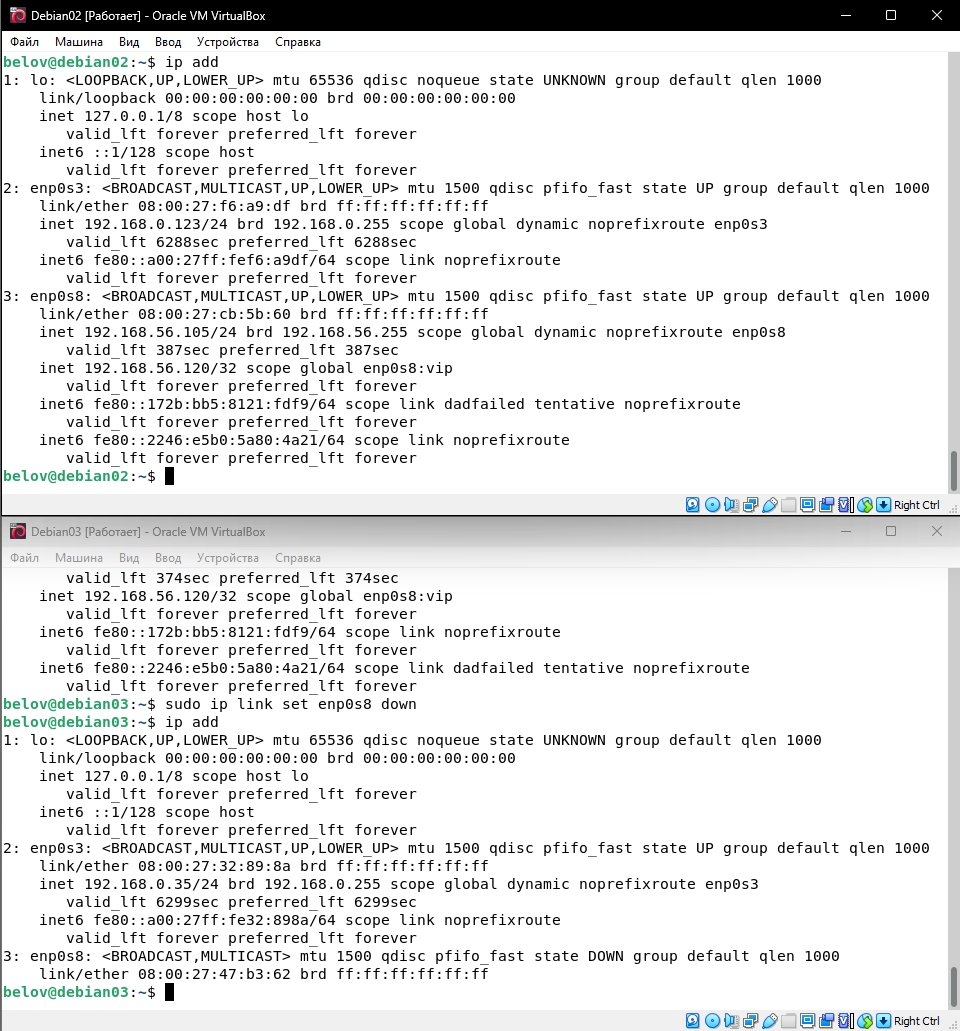 Debian02 [Работает] - Oracle VM VirtualBox
Файл Машина Вид Ввод Устройства Справка
belov@debian02:~$ ip add
1: lo: <LOOPBACK,UP,LOWER_UP> mtu 65536 qdisc noqueue state UNKNOWN group default qlen 1000
    link/loopback 00:00:00:00:00:00 brd 00:00:00:00:00:00
    inet 127.0.0.1/8 scope host lo
       valid_lft forever preferred_lft forever
    inet6 ::1/128 scope host
       valid_lft forever preferred_lft forever
2: enp0s3: <BROADCAST,MULTICAST,UP,LOWER_UP> mtu 1500 qdisc pfifo_fast state UP group default qlen 1000
    link/ether 08:00:27:f6:a9:df brd ff:ff:ff:ff:ff:ff
    inet 192.168.0.123/24 brd 192.168.0.255 scope global dynamic noprefixroute enp0s3
       valid_lft 6288sec preferred_lft 6288sec
    inet6 fe80::a00:27ff:fef6:a9df/64 scope link noprefixroute
       valid_lft forever preferred_lft forever
3: enp0s8: <BROADCAST,MULTICAST,UP,LOWER_UP> mtu 1500 qdisc pfifo_fast state UP group default qlen 1000
    link/ether 08:00:27:cb:5b:60 brd ff:ff:ff:ff:ff:ff
    inet 192.168.56.105/24 brd 192.168.56.255 scope global dynamic noprefixroute enp0s8
       valid_lft 387sec preferred_lft 387sec
    inet 192.168.56.120/32 scope global enp0s8:vip
       valid_lft forever preferred_lft forever
    inet6 fe80::172b:bb5:8121:fdf9/64 scope link dadfailed tentative noprefixroute
       valid_lft forever preferred_lft forever
    inet6 fe80::2246:e5b0:5a80:4a21/64 scope link noprefixroute
       valid_lft forever preferred_lft forever
belov@debian02:~$
Right Ctrl
Debian03 [Работает] - Oracle VM VirtualBox
Файл Машина Вид Ввод Устройства Справка
       valid_lft 374sec preferred_lft 374sec
    inet 192.168.56.120/32 scope global enp0s8:vip
       valid_lft forever preferred_lft forever
    inet6 fe80::172b:bb5:8121:fdf9/64 scope link noprefixroute
       valid_lft forever preferred_lft forever
    inet6 fe80::2246:e5b0:5a80:4a21/64 scope link dadfailed tentative noprefixroute
       valid_lft forever preferred_lft forever
belov@debian03:~$ sudo ip link set enp0s8 down
belov@debian03:~$ ip add
1: lo: <LOOPBACK,UP,LOWER_UP> mtu 65536 qdisc noqueue state UNKNOWN group default qlen 1000
    link/loopback 00:00:00:00:00:00 brd 00:00:00:00:00:00
    inet 127.0.0.1/8 scope host lo
       valid_lft forever preferred_lft forever
    inet6 ::1/128 scope host
       valid_lft forever preferred_lft forever
2: enp0s3: <BROADCAST,MULTICAST,UP,LOWER_UP> mtu 1500 qdisc pfifo_fast state UP group default qlen 1000
    link/ether 08:00:27:32:89:8a brd ff:ff:ff:ff:ff:ff
    inet 192.168.0.35/24 brd 192.168.0.255 scope global dynamic noprefixroute enp0s3
       valid_lft 6299sec preferred_lft 6299sec
    inet6 fe80::a00:27ff:fe32:898a/64 scope link noprefixroute
       valid_lft forever preferred_lft forever
3: enp0s8: <BROADCAST,MULTICAST> mtu 1500 qdisc pfifo_fast state DOWN group default qlen 1000
    link/ether 08:00:27:47:b3:62 brd ff:ff:ff:ff:ff:ff
belov@debian03:~$
Right Ctrl